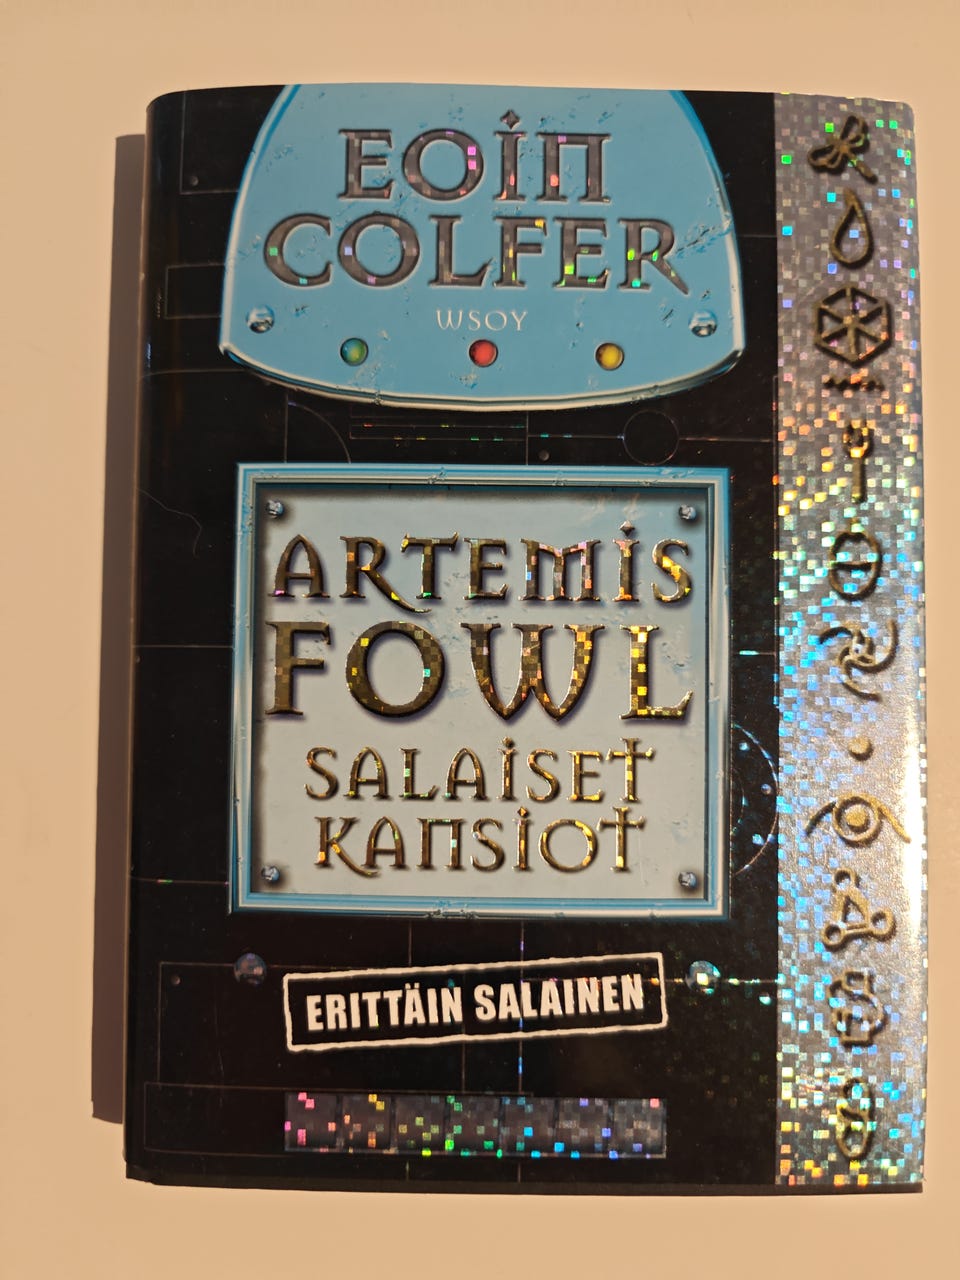 EOIN
COLFER
WSOY
ARTEMIS
FOWL
SALAISET
KANSIOT
ERITTÄIN SALAINEN